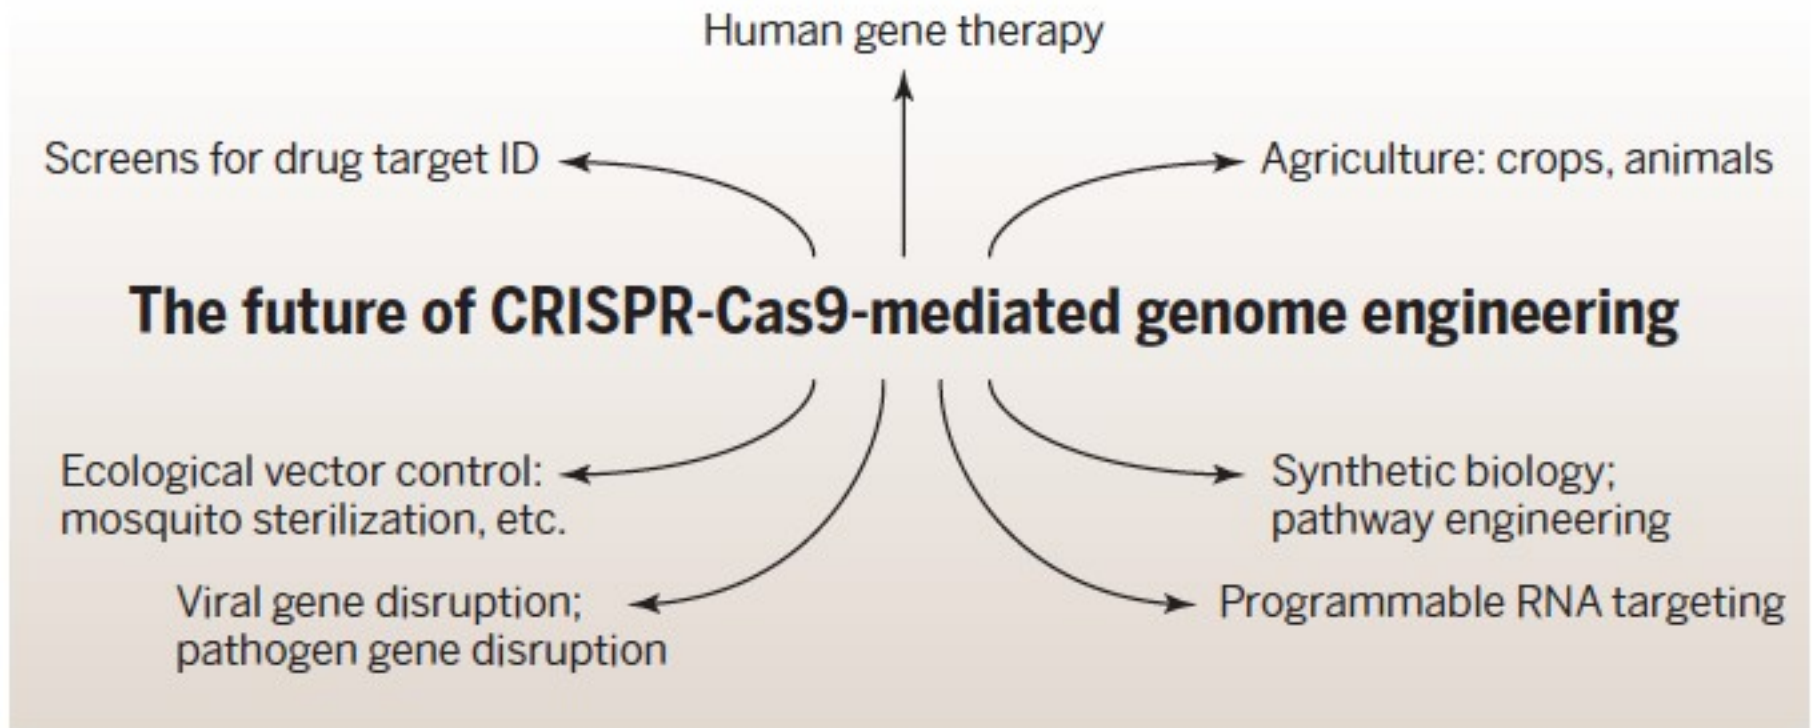 Human gene therapy
Screens for drug target ID
Agriculture: crops, animals
The future of CRISPR-Cas9-mediated genome engineering
Ecological vector control:
mosquito sterilization, etc.
Synthetic biology;
pathway engineering
Viral gene disruption;
pathogen gene disruption
Programmable RNA targeting